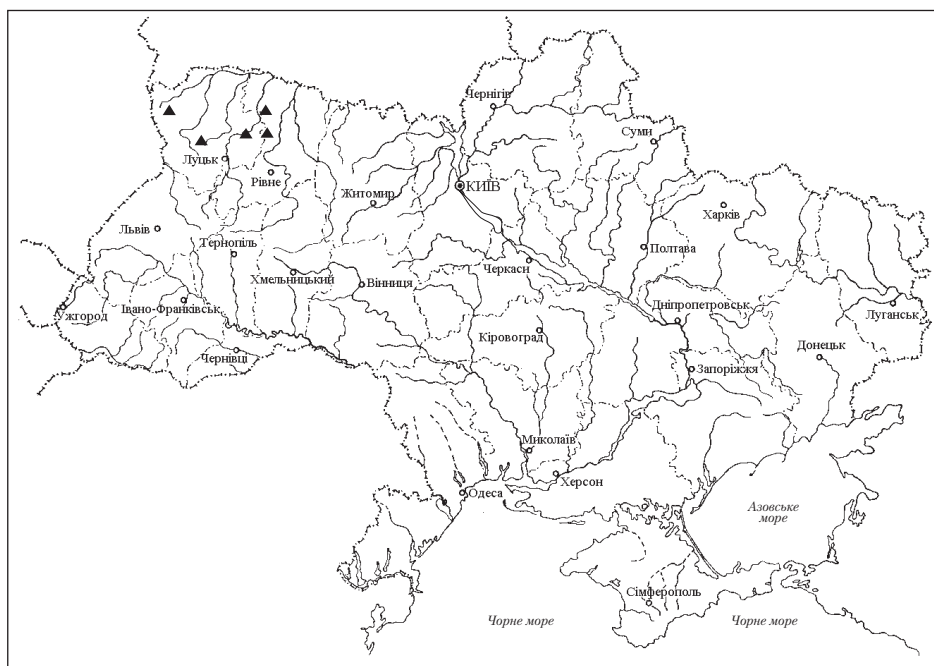 Чернігів
Суми
Луцьк
Рівне
КИЇВ
Житомир
Харків
Львів
Тернопіль
Полтава
Черкаси
Хмельницький
Вінниця
Ужгород
Івано-Франківськ
Дніпропетровськ
Луганськ
Кіровоград
Чернівці
Донецьк
Запоріжжя
Миколаїв
Херсон
Одеса
Азовське
море
Сімферополь
Чорне море
Чорне море